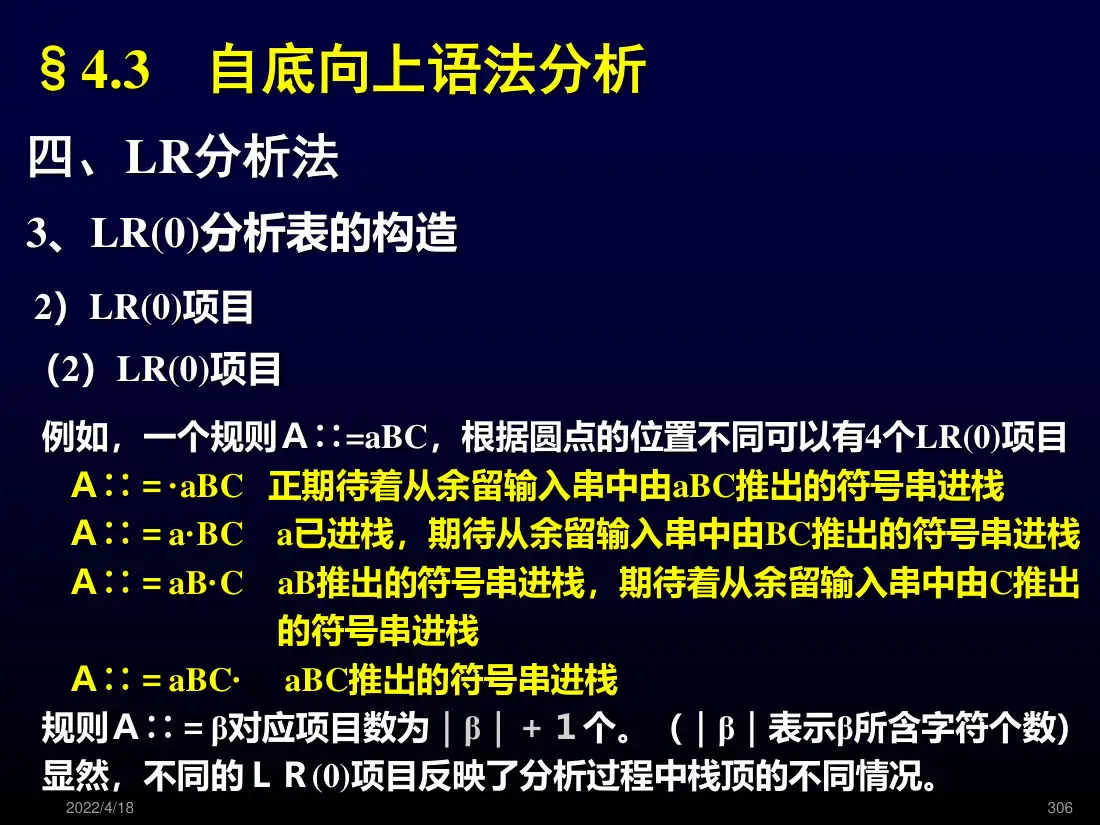 §4.3 自底向上语法分析
四、LR分析法
3、LR(0)分析表的构造
2）LR(0)项目
（2）LR(0)项目
例如，一个规则Ａ∷=aBC，根据圆点的位置不同可以有4个LR(0)项目
Ａ∷＝·aBC 正期待着从余留输入串中由aBC推出的符号串进栈
Ａ∷＝a·BC a已进栈，期待从余留输入串中由BC推出的符号串进栈
Ａ∷＝aB·C aB推出的符号串进栈，期待着从余留输入串中由C推出
的符号串进栈
Ａ∷＝aBC· aBC推出的符号串进栈
规则Ａ∷＝β对应项目数为｜β｜＋１个。（｜β｜表示β所含字符个数）
显然，不同的ＬＲ(0)项目反映了分析过程中栈顶的不同情况。
2022/4/18
306